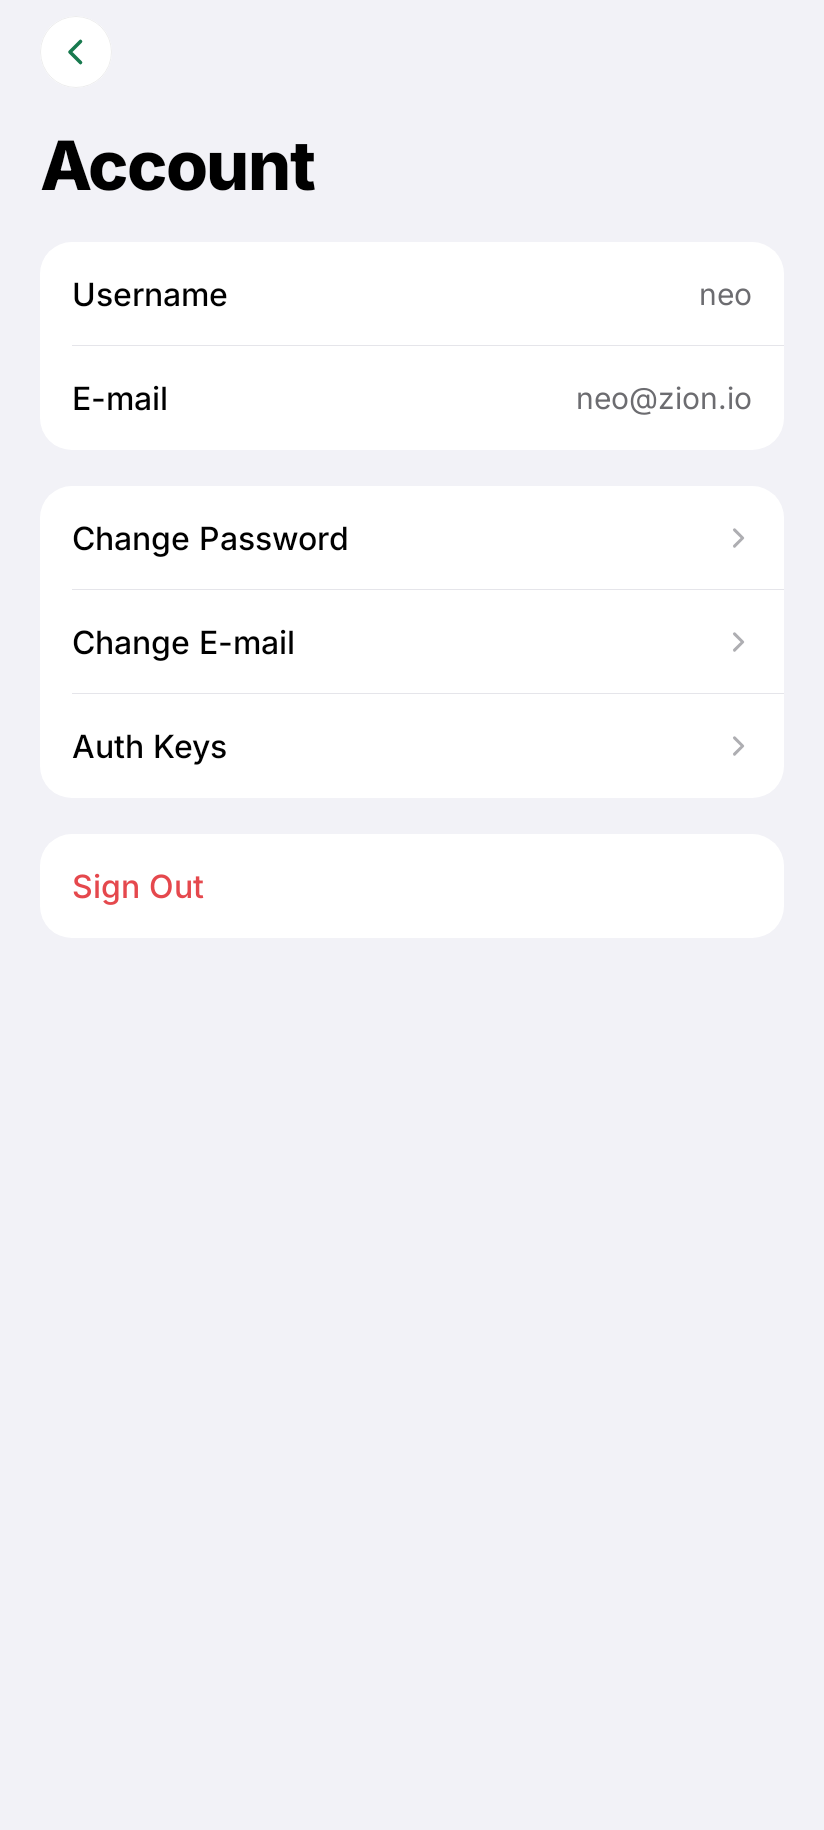 Account
Username neo
E-mail neo@zion.io
Change Password
Change E-mail
Auth Keys
Sign Out